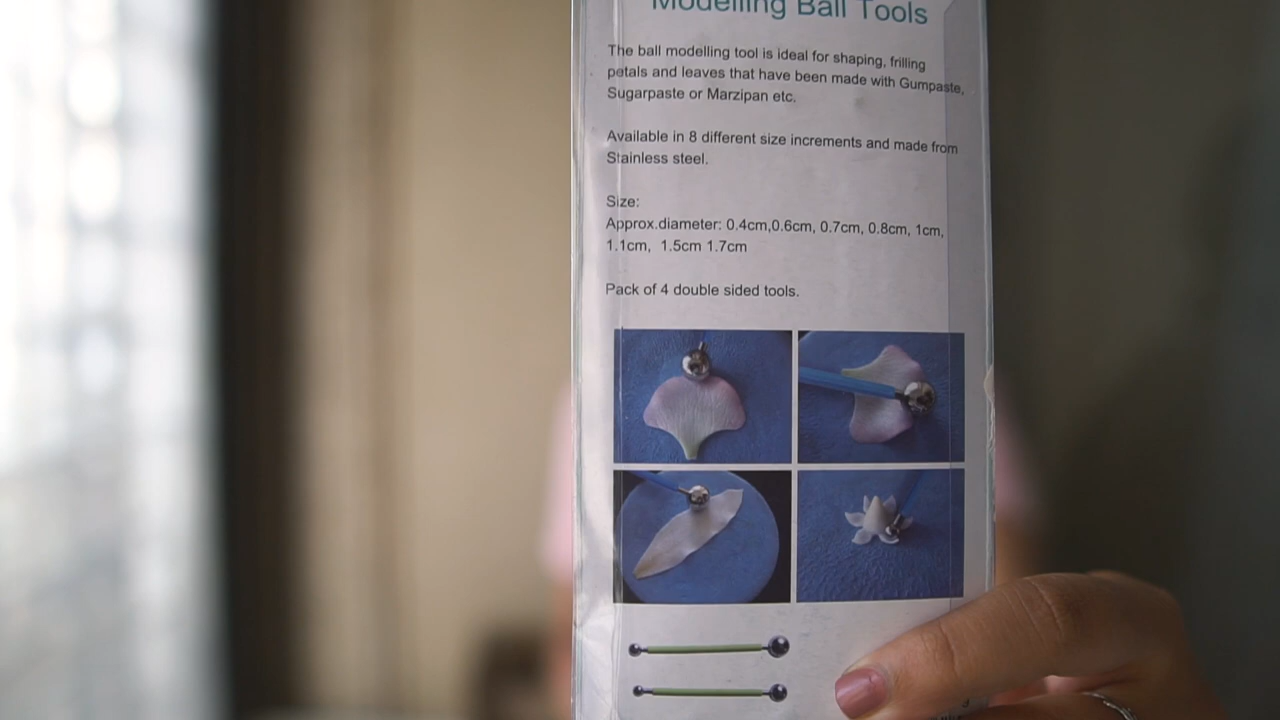 Modelling Ball Tools
The ball modelling tool is ideal for shaping, frilling
petals and leaves that have been made with Gumpaste,
Sugarpaste or Marzipan etc.
Available in 8 different size increments and made from
Stainless steel.
Size:
Approx.diameter: 0.4cm,0.6cm, 0.7cm, 0.8cm, 1cm,
1.1cm, 1.5cm 1.7cm
Pack of 4 double sided tools.